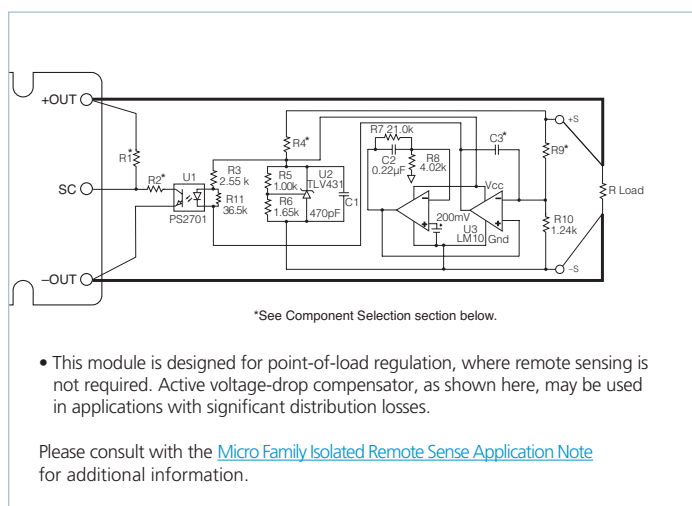 +OUT
SC
–OUT
R1*
R2*
U1
PS2701
R3
2.55 k
R11
36.5k
R4*
R5
1.00k
R6
1.65k
U2
TLV431
470pF
C1
R7 21.0k
C2
0.22µF
R8
4.02k
C3*
Vcc
200mV
U3
LM10
Gnd
R9*
R10
1.24k
+S
–S
R Load
*See Component Selection section below.
• This module is designed for point-of-load regulation, where remote sensing is
not required. Active voltage-drop compensator, as shown here, may be used
in applications with significant distribution losses.
Please consult with the Micro Family Isolated Remote Sense Application Note
for additional information.